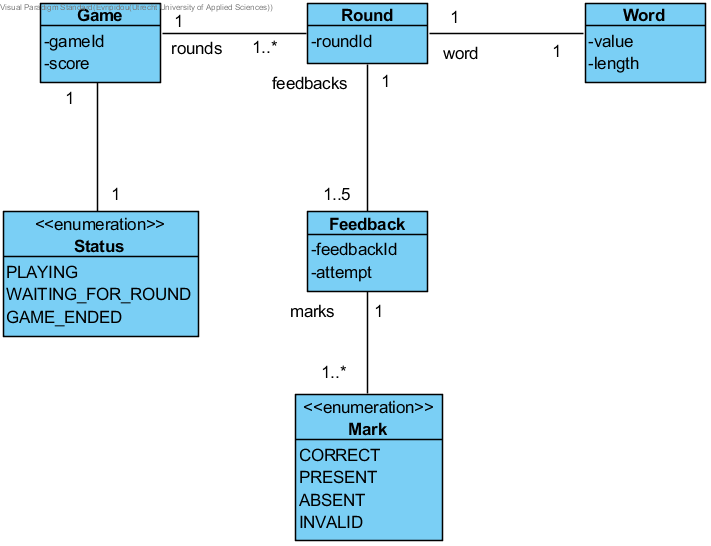 Visual Paradigm Standard(Evripidou(Utrecht University of Applied Sciences))
Game
-gameId
-score
1
rounds
1..*
Round
-roundId
1
word
1
Word
-value
-length
1
1
feedbacks
1
1..5
<<enumeration>>
Status
PLAYING
WAITING_FOR_ROUND
GAME_ENDED
Feedback
-feedbackId
-attempt
marks
1
1..*
<<enumeration>>
Mark
CORRECT
PRESENT
ABSENT
INVALID